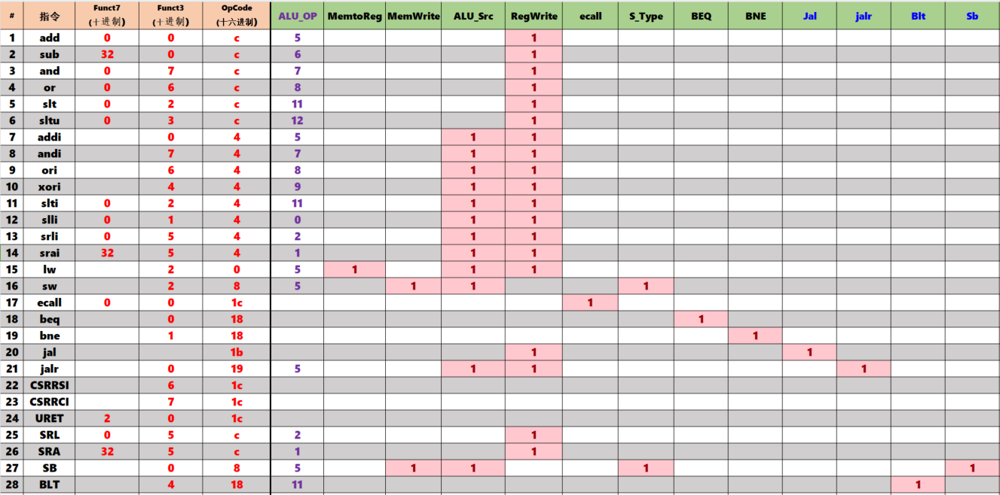 # 指令 Funct7 (十进制) Funct3 (十进制) OpCode (十六进制) ALU_OP MemtoReg MemWrite ALU_Src RegWrite ecall S_Type BEQ BNE Jal jalr Blt Sb
1 add 0 0 c 5 1
2 sub 32 0 c 6 1
3 and 0 7 c 7 1
4 or 0 6 c 8 1
5 slt 0 2 c 11 1
6 sltu 0 3 c 12 1
7 addi 0 4 5 1 1
8 andi 7 4 7 1 1
9 ori 6 4 8 1 1
10 xori 4 4 9 1 1
11 slti 0 2 4 11 1 1
12 slli 0 1 4 0 1 1
13 srli 0 5 4 2 1 1
14 srai 32 5 4 1 1 1
15 lw 2 0 5 1 1 1
16 sw 2 8 5 1 1 1
17 ecall 0 0 1c 1
18 beq 0 18 1
19 bne 1 18 1
20 jal 1b 1 1
21 jalr 0 19 5 1 1 1
22 CSRRSI 6 1c
23 CSRRCI 7 1c
24 URET 2 0 1c
25 SRL 0 5 c 2 1
26 SRA 32 5 c 1 1
27 SB 0 8 5 1 1 1 1
28 BLT 4 18 11 1